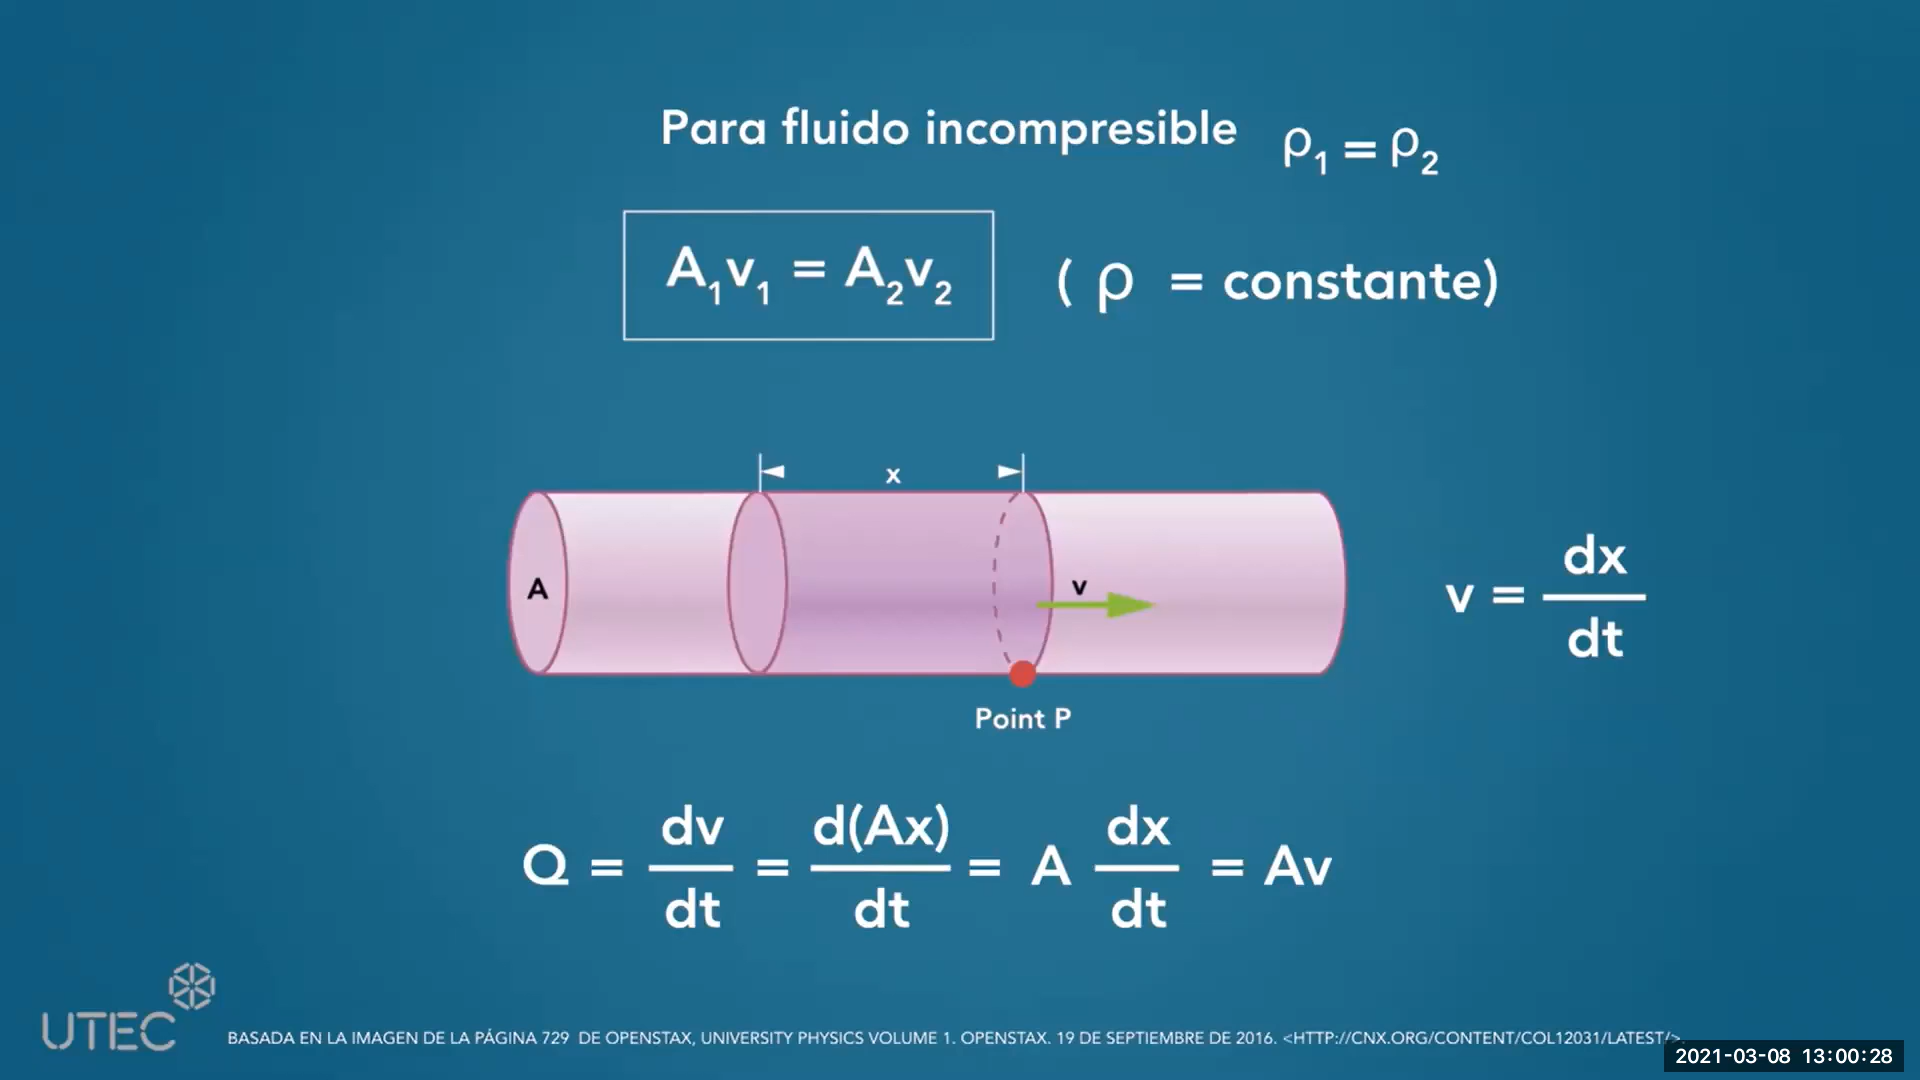 Para fluido incompresible ρ₁ = ρ₂
A₁v₁ = A₂v₂ ( ρ = constante)
x
A
v
v = dx/dt
Point P
Q = dv/dt = d(Ax)/dt = A dx/dt = Av
UTEC
BASADA EN LA IMAGEN DE LA PÁGINA 729 DE OPENSTAX, UNIVERSITY PHYSICS VOLUME 1. OPENSTAX. 19 DE SEPTIEMBRE DE 2016. <HTTP://CNX.ORG/CONTENT/COL12031/LATEST/>.
2021-03-08 13:00:28